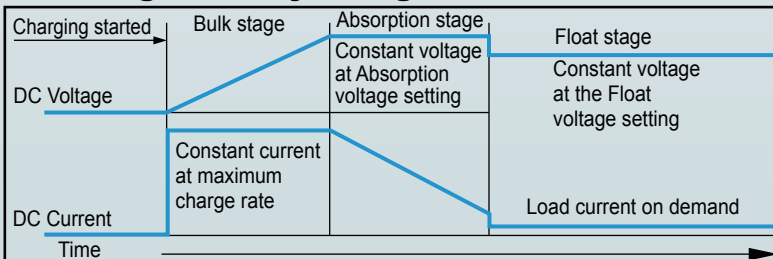 Charging started
Bulk stage
Absorption stage
Float stage
DC Voltage
Constant voltage
at Absorption
voltage setting
Constant voltage
at the Float
voltage setting
DC Current
Constant current
at maximum
charge rate
Load current on demand
Time